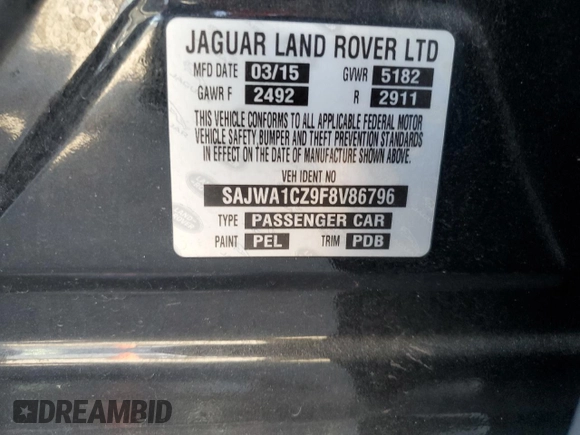 JAGUAR LAND ROVER LTD
MFD DATE 03/15 GVWR 5182
GAWR F 2492 R 2911
THIS VEHICLE CONFORMS TO ALL APPLICABLE FEDERAL MOTOR
VEHICLE SAFETY, BUMPER AND THEFT PREVENTION STANDARDS
IN EFFECT ON THE DATE OF MANUFACTURE SHOWN ABOVE.
VEH IDENT NO
SAJWA1CZ9F8V86796
TYPE PASSENGER CAR
PAINT PEL TRIM PDB
DREAMBID